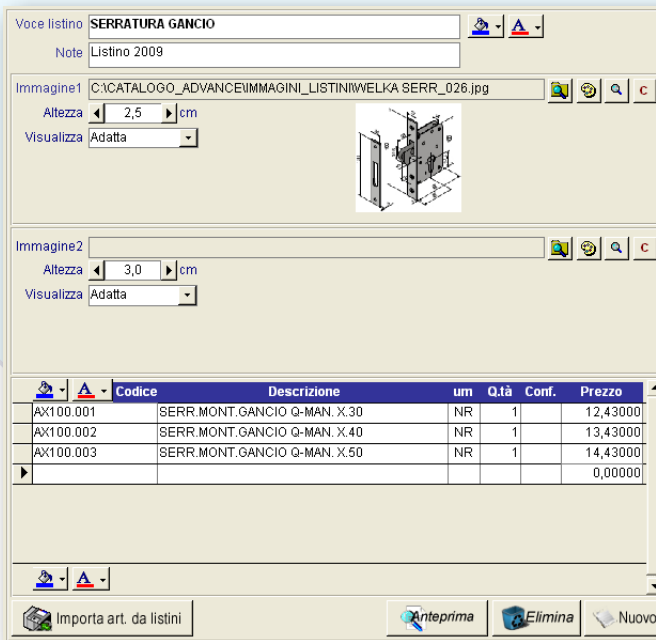 Voce listino SERRATURA GANCIO
Note Listino 2009
Immagine1 C:\CATALOGO_ADVANCE\IMMAGINI_LISTINI\WELKA SERR_026.jpg C
Altezza 2,5 cm
Visualizza Adatta
Immagine2 C
Altezza 3,0 cm
Visualizza Adatta
A A Codice Descrizione um Q.tà Conf. Prezzo
AX100.001 SERR.MONT.GANCIO Q-MAN. X.30 NR 1 12,43000
AX100.002 SERR.MONT.GANCIO Q-MAN. X.40 NR 1 13,43000
AX100.003 SERR.MONT.GANCIO Q-MAN. X.50 NR 1 14,43000
0,00000
Importa art. da listini Anteprima Elimina Nuovo